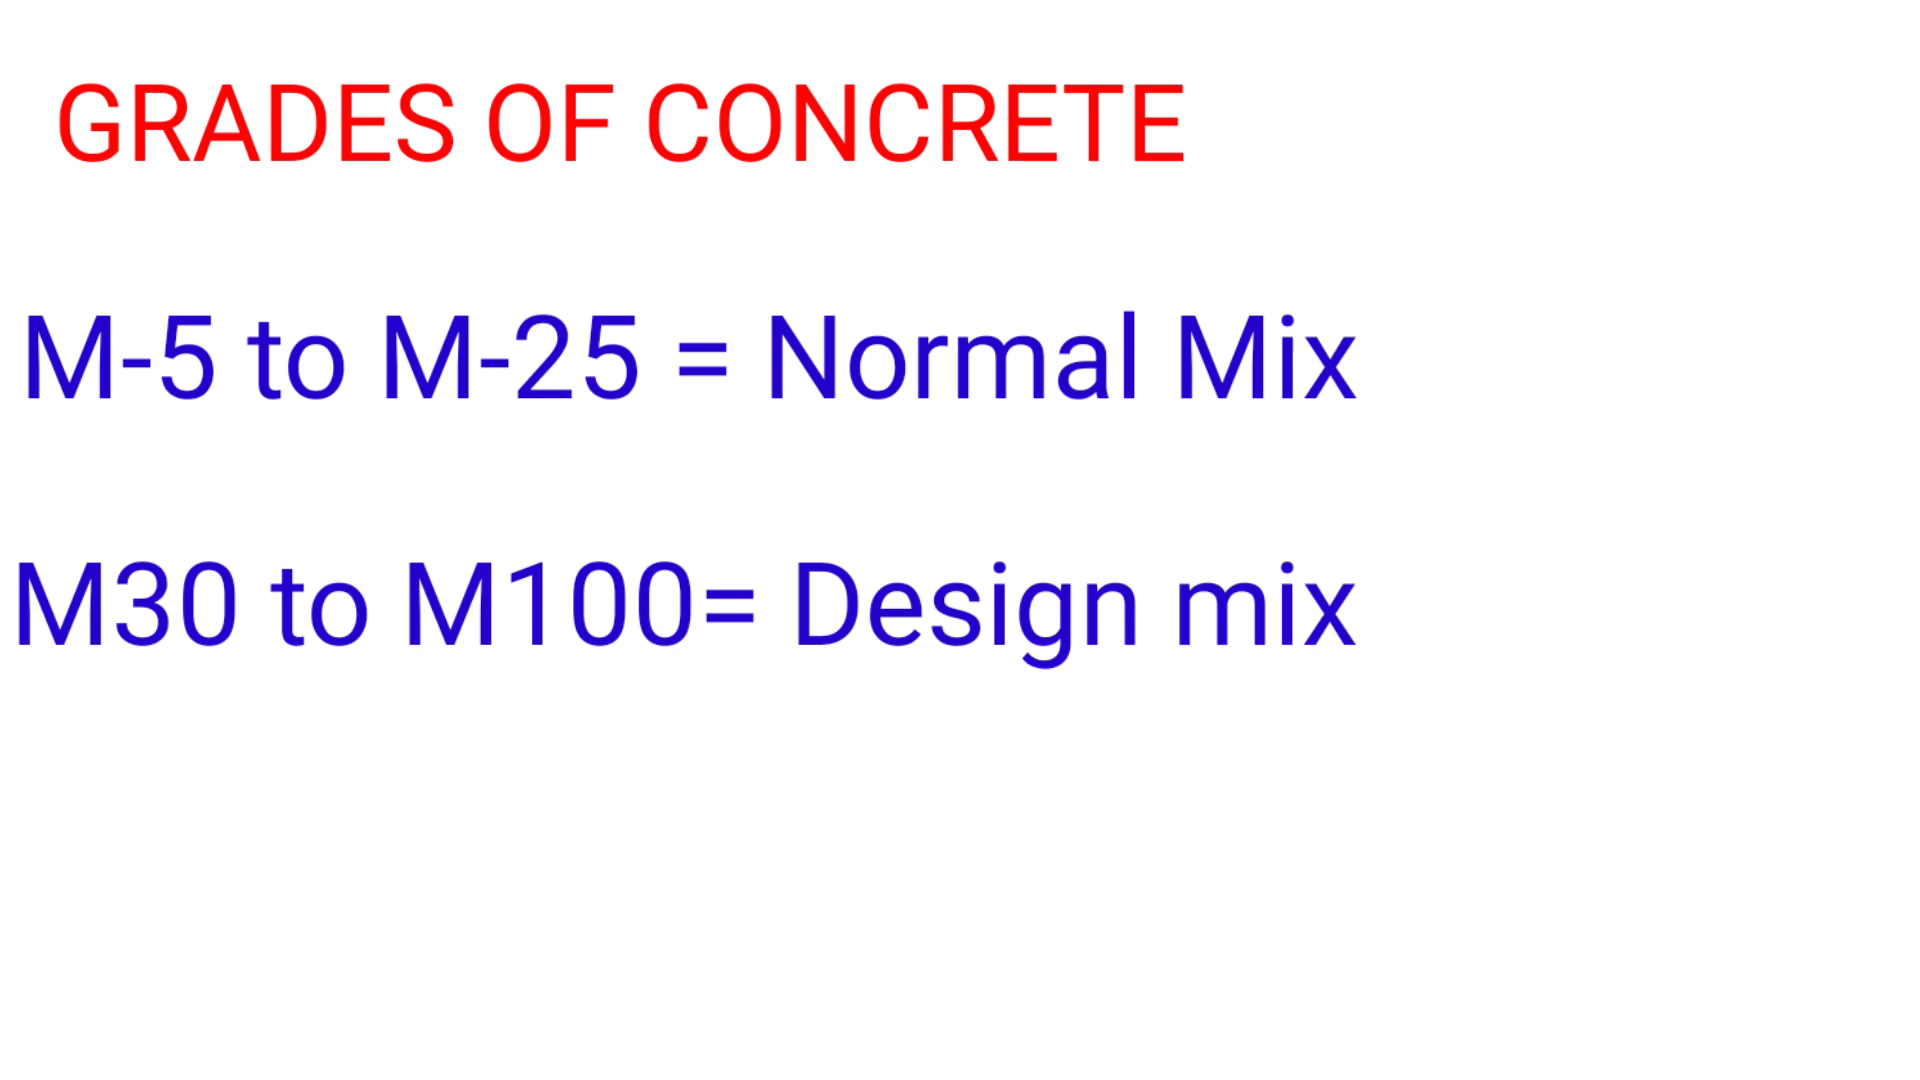 GRADES OF CONCRETE
M-5 to M-25 = Normal Mix
M30 to M100= Design mix